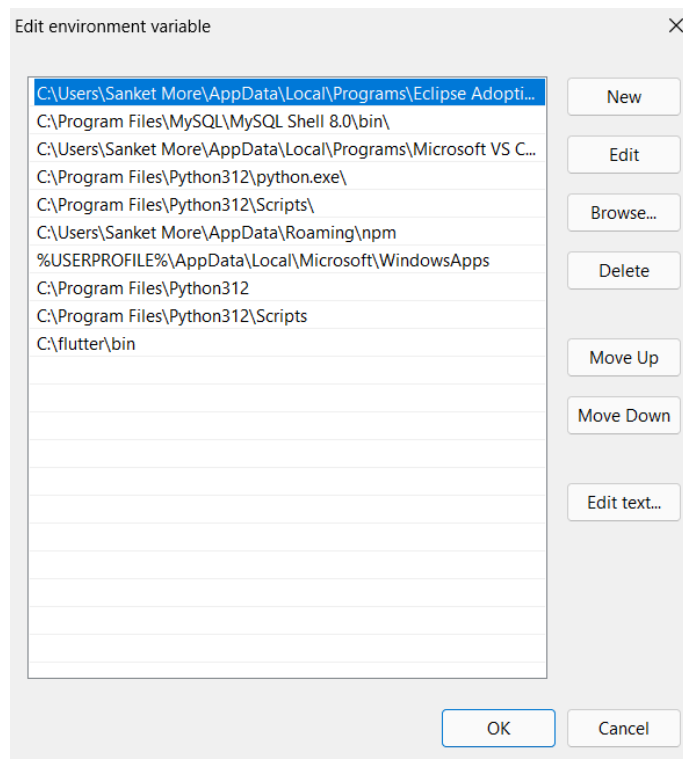 Edit environment variable
C:\Users\Sanket More\AppData\Local\Programs\Eclipse Adopti...
C:\Program Files\MySQL\MySQL Shell 8.0\bin\
C:\Users\Sanket More\AppData\Local\Programs\Microsoft VS C...
C:\Program Files\Python312\python.exe\
C:\Program Files\Python312\Scripts\
C:\Users\Sanket More\AppData\Roaming\npm
%USERPROFILE%\AppData\Local\Microsoft\WindowsApps
C:\Program Files\Python312
C:\Program Files\Python312\Scripts
C:\flutter\bin
New
Edit
Browse...
Delete
Move Up
Move Down
Edit text...
OK
Cancel